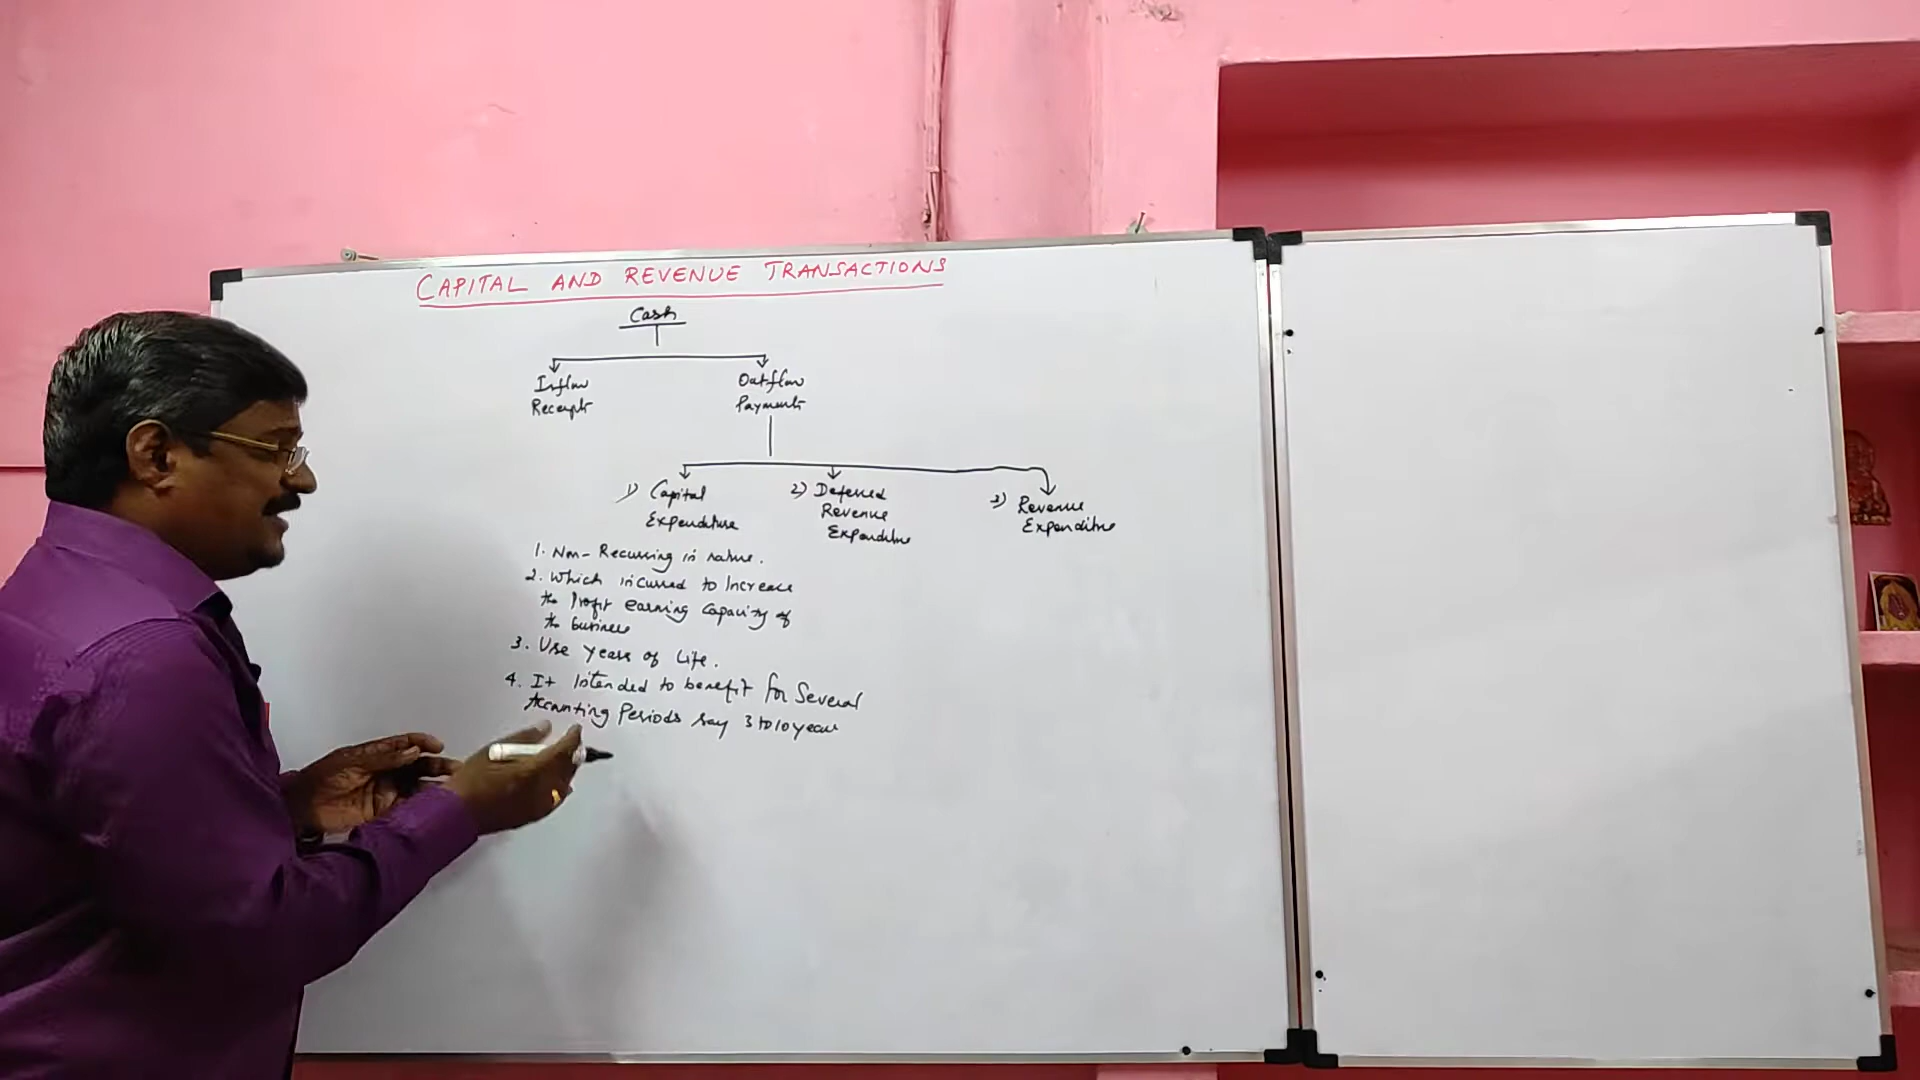 CAPITAL AND REVENUE TRANSACTIONS
Cash
Inflow
Receipts
Outflow
Payments
1) Capital
Expenditure
2) Deferred
Revenue
Expenditure
3) Revenue
Expenditure
1. Non-Recurring in nature.
2. Which incurred to Increase
the Profit earning Capacity of
the business
3. Use years of Life.
4. It Intended to benefit for Several
Accounting Periods say 3 to 10 years